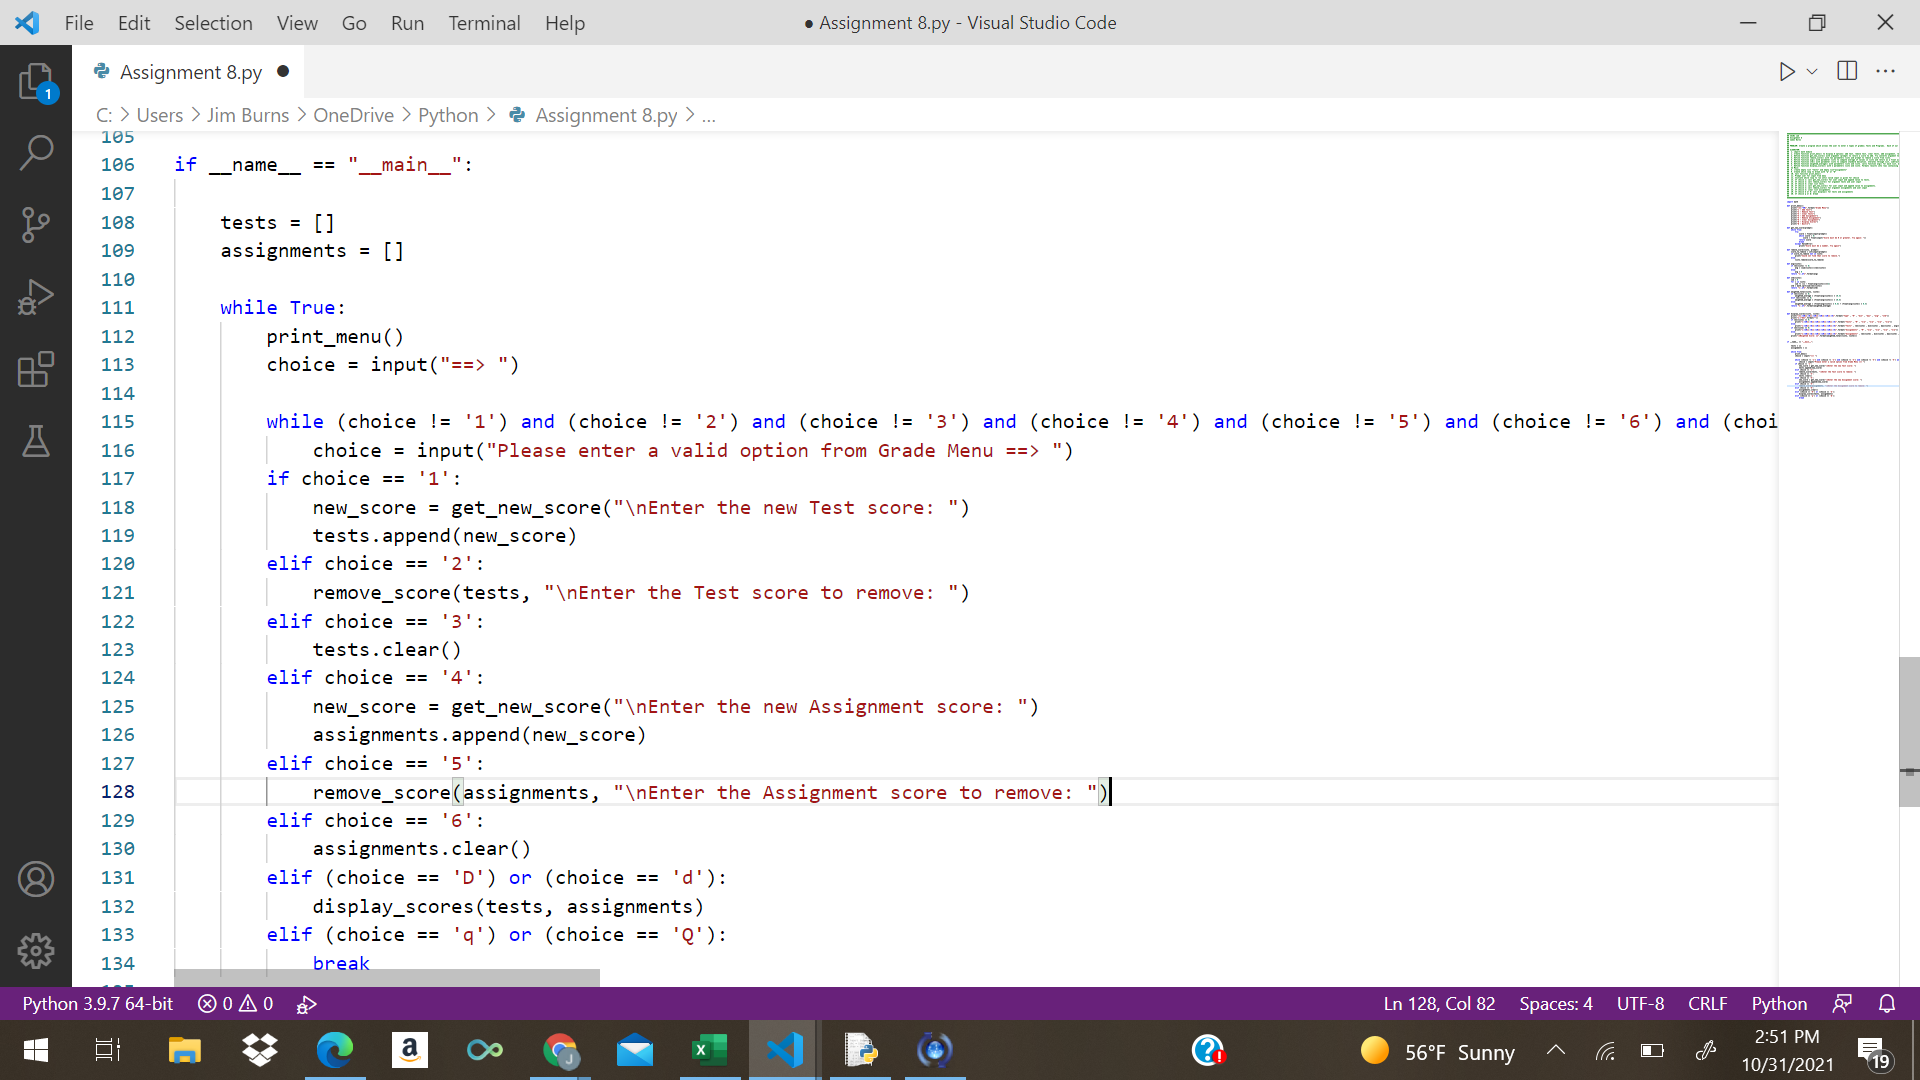 File Edit Selection View Go Run Terminal Help ● Assignment 8.py - Visual Studio Code
Assignment 8.py ●
1
C: > Users > Jim Burns > OneDrive > Python > Assignment 8.py > ...
105
106 if __name__ == "__main__":
107
108 tests = []
109 assignments = []
110
111 while True:
112 print_menu()
113 choice = input("==> ")
114
115 while (choice != '1') and (choice != '2') and (choice != '3') and (choice != '4') and (choice != '5') and (choice != '6') and (choi
116 choice = input("Please enter a valid option from Grade Menu ==> ")
117 if choice == '1':
118 new_score = get_new_score("\nEnter the new Test score: ")
119 tests.append(new_score)
120 elif choice == '2':
121 remove_score(tests, "\nEnter the Test score to remove: ")
122 elif choice == '3':
123 tests.clear()
124 elif choice == '4':
125 new_score = get_new_score("\nEnter the new Assignment score: ")
126 assignments.append(new_score)
127 elif choice == '5':
128 remove_score(assignments, "\nEnter the Assignment score to remove: ")
129 elif choice == '6':
130 assignments.clear()
131 elif (choice == 'D') or (choice == 'd'):
132 display_scores(tests, assignments)
133 elif (choice == 'q') or (choice == 'Q'):
134 break
Python 3.9.7 64-bit 0 0 Ln 128, Col 82 Spaces: 4 UTF-8 CRLF Python
56°F Sunny
2:51 PM
10/31/2021
19